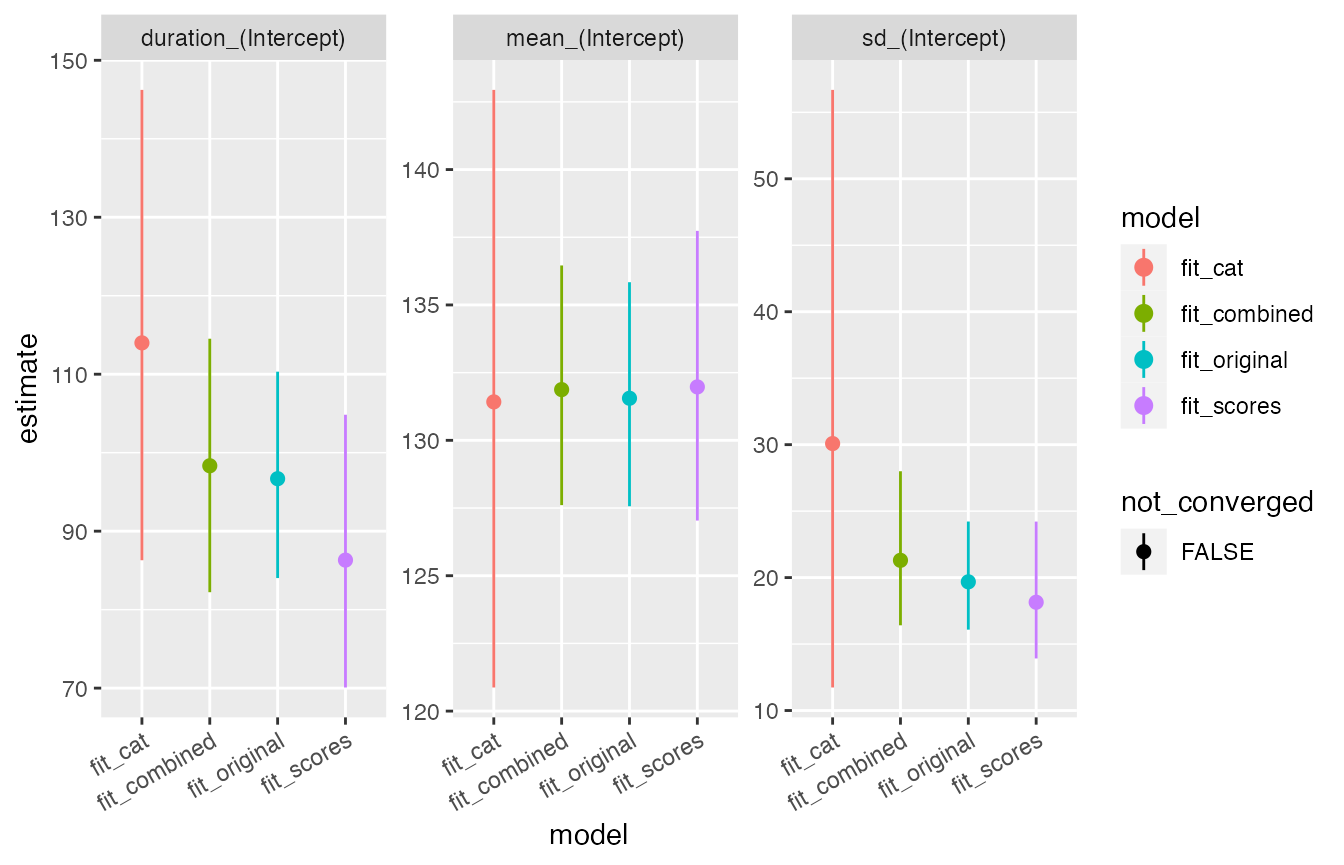 duration_(Intercept)
mean_(Intercept)
sd_(Intercept)
estimate
150
130
110
90
70
140
135
130
125
120
50
40
30
20
10
fit_cat
fit_combined
fit_original
fit_scores
fit_cat
fit_combined
fit_original
fit_scores
fit_cat
fit_combined
fit_original
fit_scores
model
model
fit_cat
fit_combined
fit_original
fit_scores
not_converged
FALSE